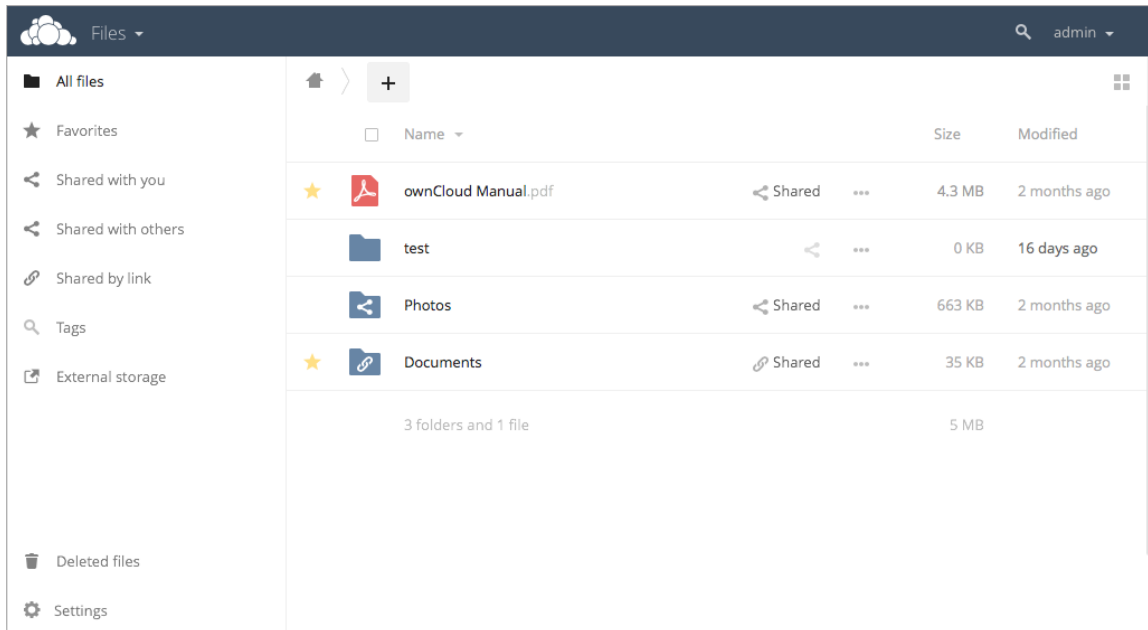 Files
admin
All files
Favorites
Shared with you
Shared with others
Shared by link
Tags
External storage
Deleted files
Settings
+
Name Size Modified
ownCloud Manual.pdf Shared ••• 4.3 MB 2 months ago
test ••• 0 KB 16 days ago
Photos Shared ••• 663 KB 2 months ago
Documents Shared ••• 35 KB 2 months ago
3 folders and 1 file 5 MB